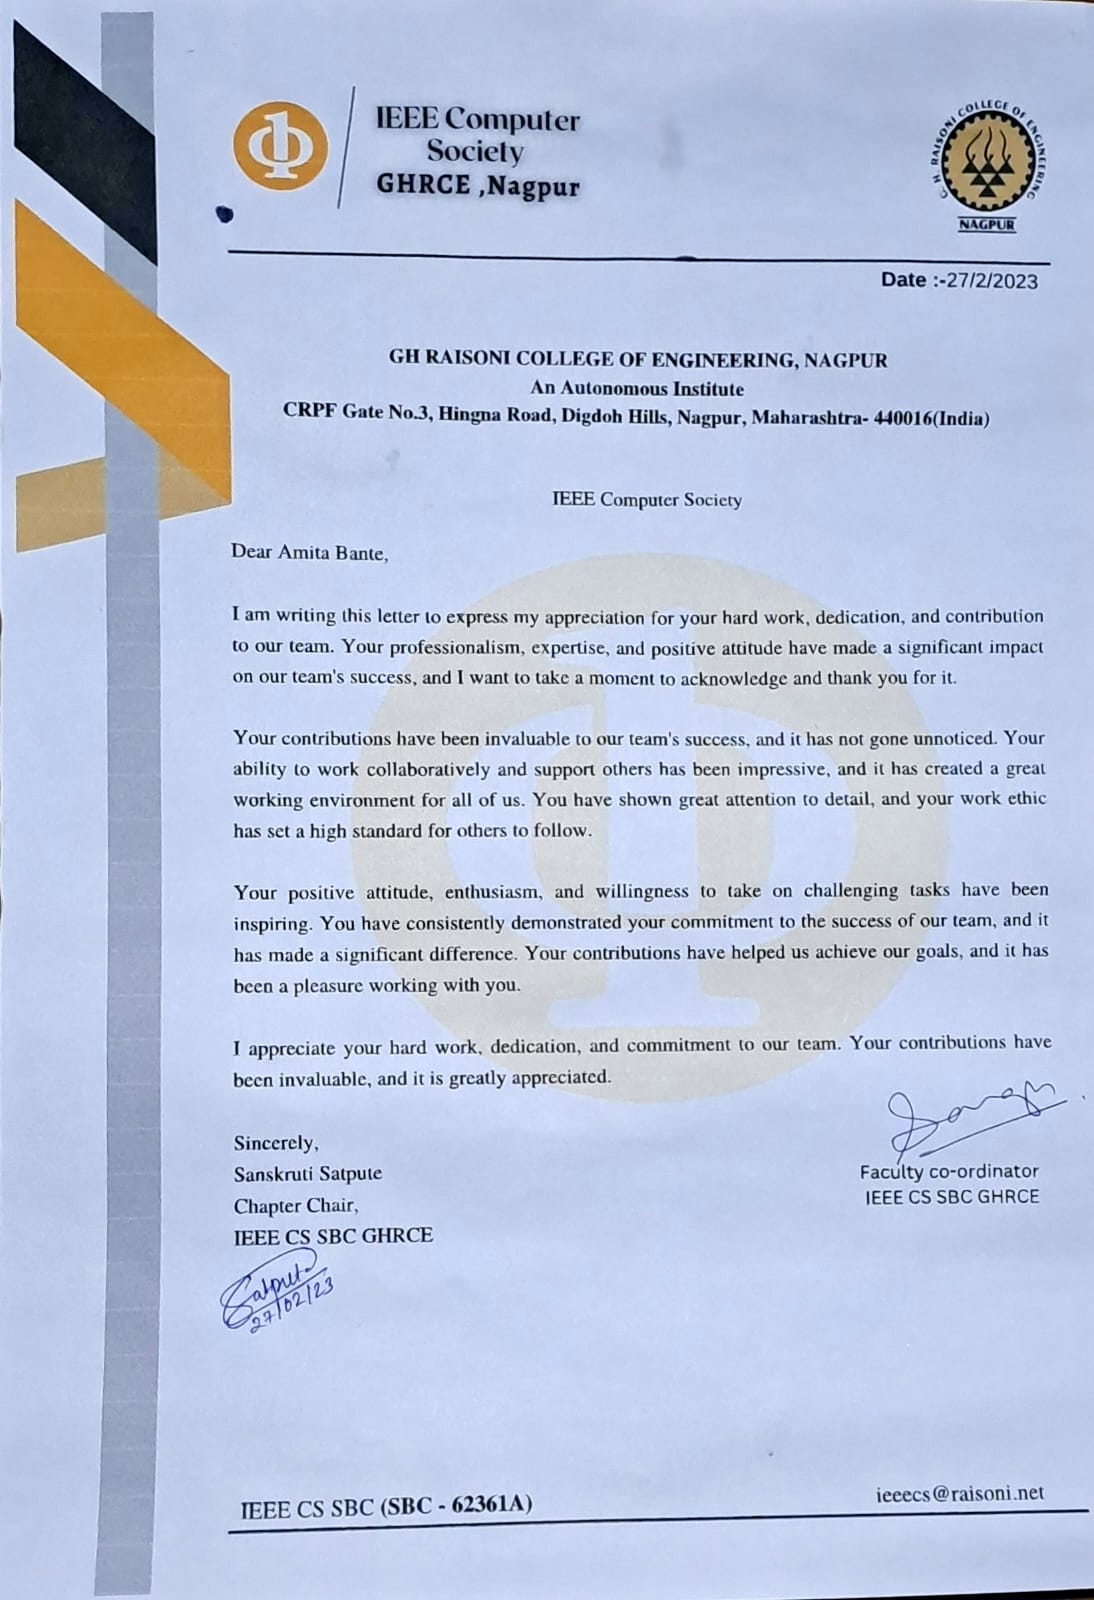 IEEE Computer
Society
GHRCE ,Nagpur
G. H. RAISONI COLLEGE OF ENGINEERING
NAGPUR
Date :-27/2/2023
GH RAISONI COLLEGE OF ENGINEERING, NAGPUR
An Autonomous Institute
CRPF Gate No.3, Hingna Road, Digdoh Hills, Nagpur, Maharashtra- 440016(India)
IEEE Computer Society
Dear Amita Bante,
I am writing this letter to express my appreciation for your hard work, dedication, and contribution
to our team. Your professionalism, expertise, and positive attitude have made a significant impact
on our team's success, and I want to take a moment to acknowledge and thank you for it.
Your contributions have been invaluable to our team's success, and it has not gone unnoticed. Your
ability to work collaboratively and support others has been impressive, and it has created a great
working environment for all of us. You have shown great attention to detail, and your work ethic
has set a high standard for others to follow.
Your positive attitude, enthusiasm, and willingness to take on challenging tasks have been
inspiring. You have consistently demonstrated your commitment to the success of our team, and it
has made a significant difference. Your contributions have helped us achieve our goals, and it has
been a pleasure working with you.
I appreciate your hard work, dedication, and commitment to our team. Your contributions have
been invaluable, and it is greatly appreciated.
Sincerely,
Sanskruti Satpute
Chapter Chair,
IEEE CS SBC GHRCE
Satpute
27/02/23
Faculty co-ordinator
IEEE CS SBC GHRCE
IEEE CS SBC (SBC - 62361A)
ieeecs@raisoni.net